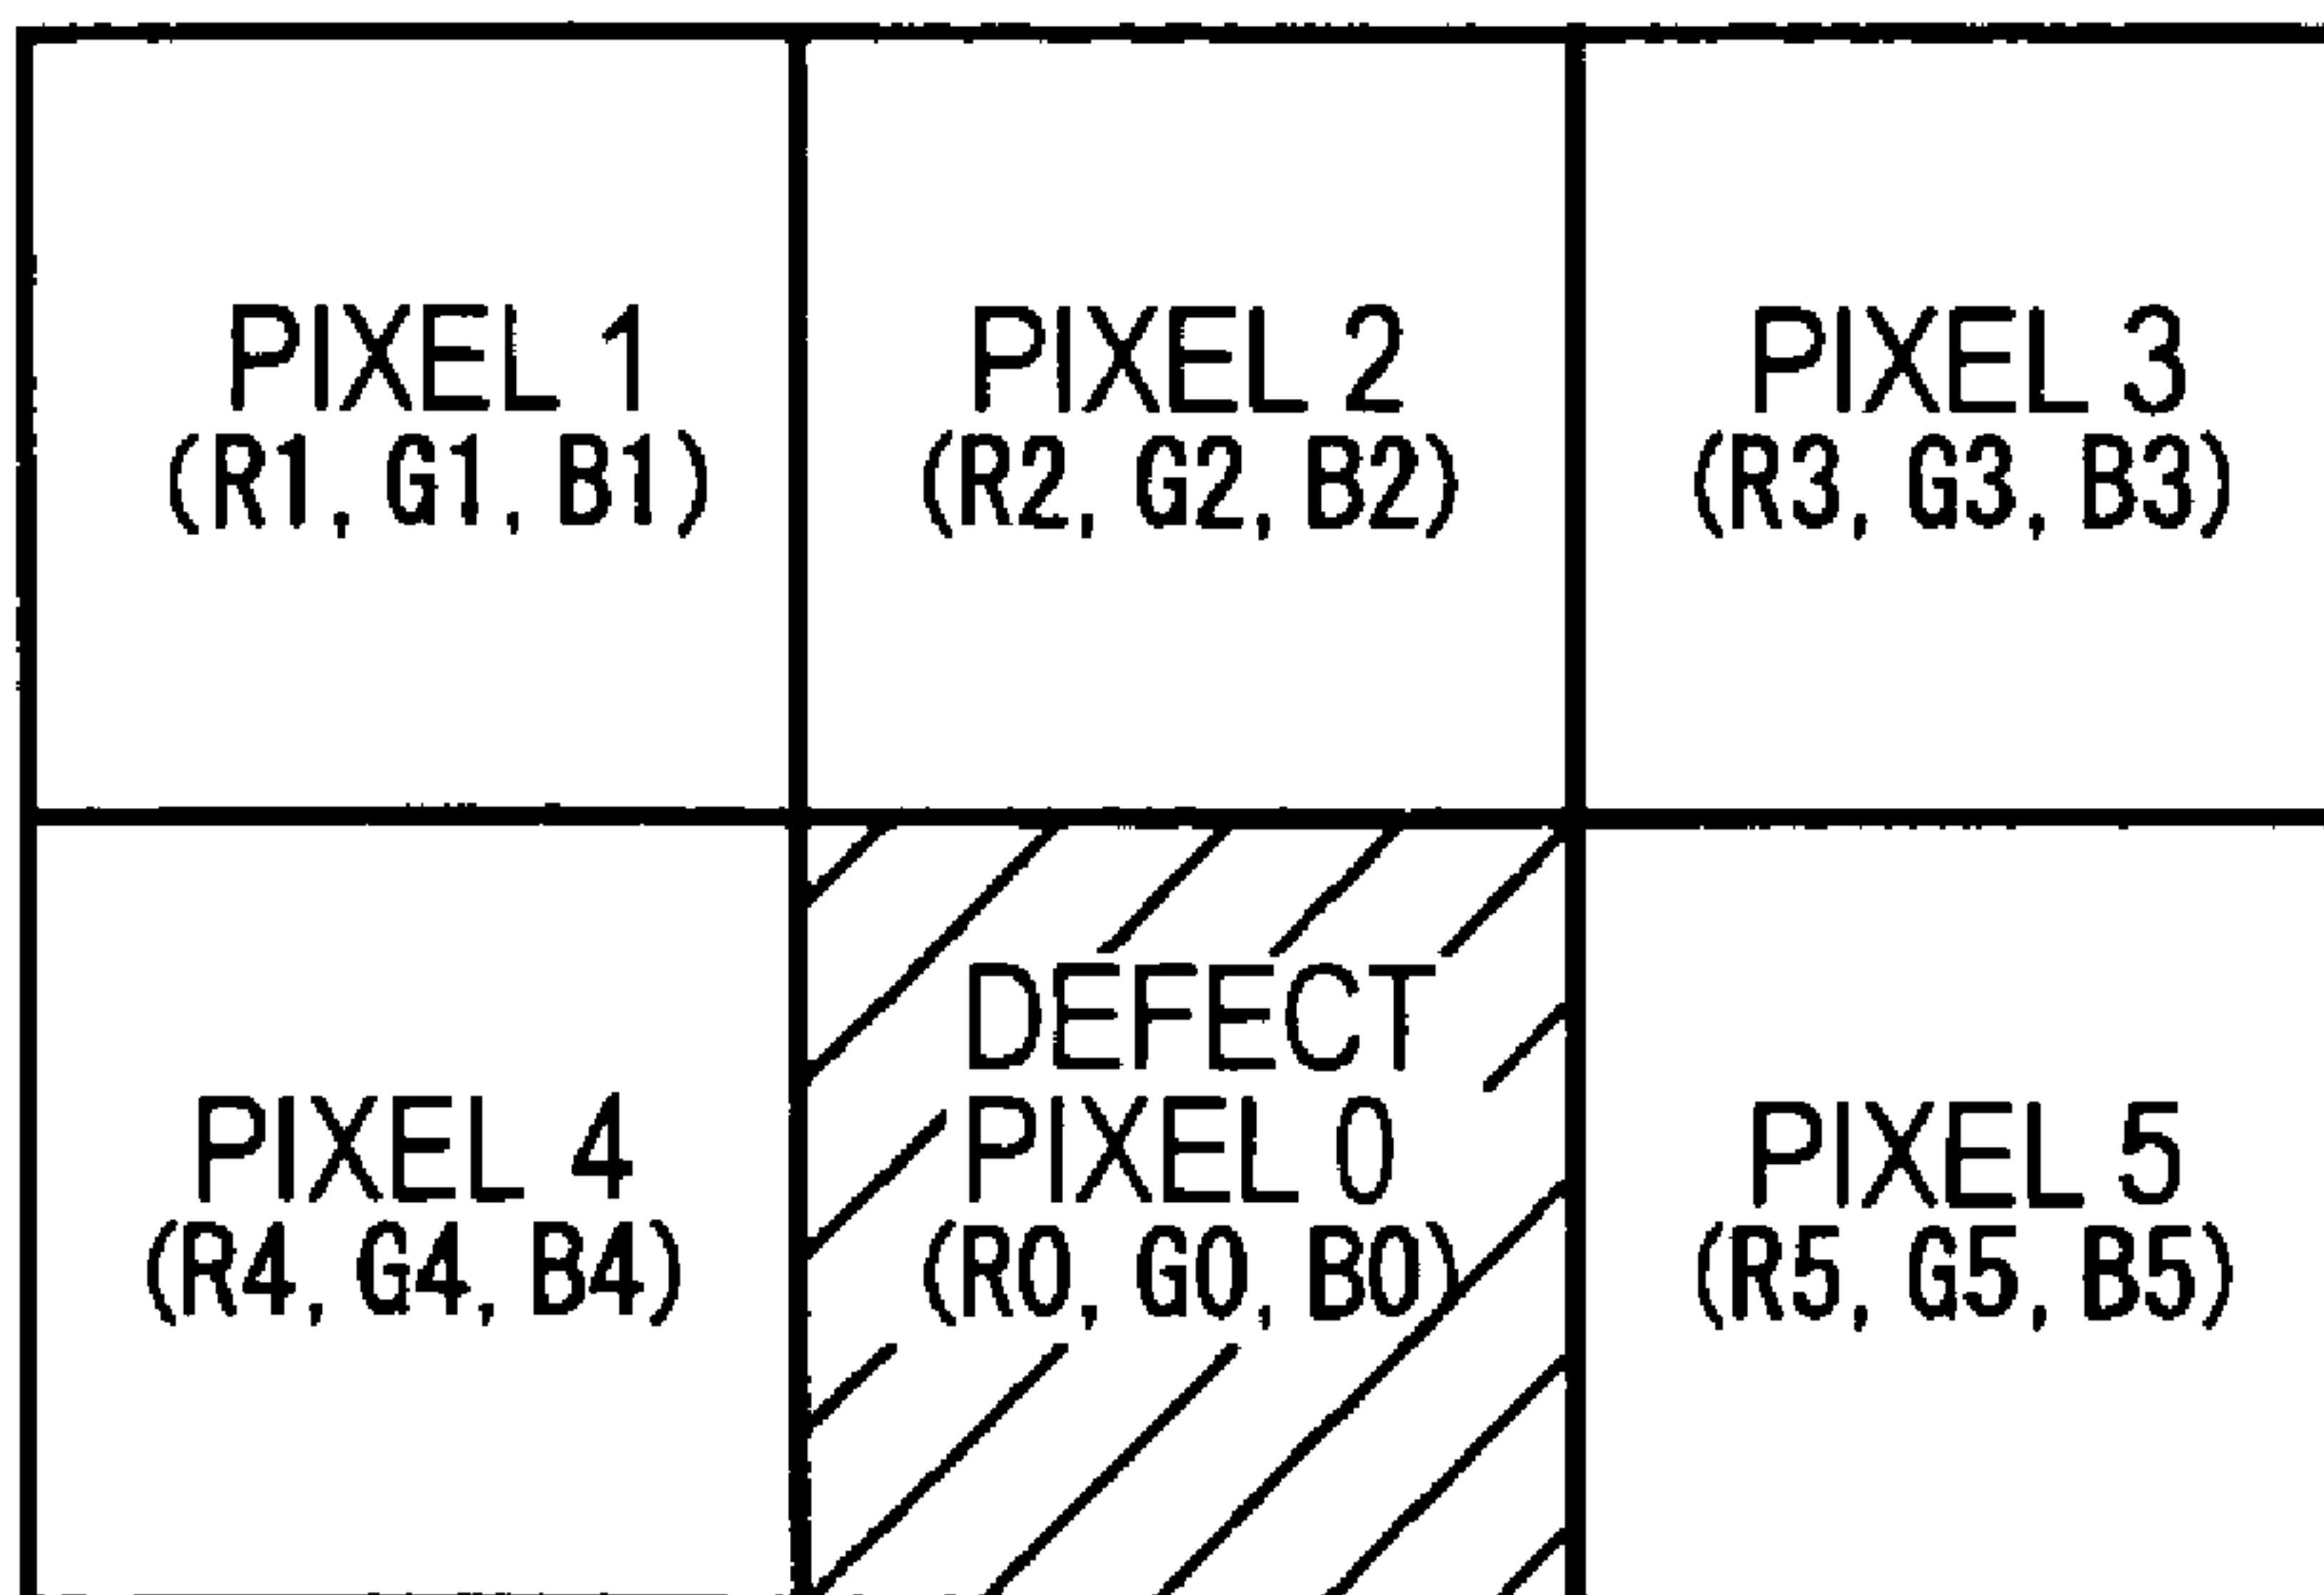 PIXEL 1
(R1, G1, B1)
PIXEL 2
(R2, G2, B2)
PIXEL 3
(R3, G3, B3)
PIXEL 4
(R4, G4, B4)
DEFECT
PIXEL 0
(R0, G0, B0)
PIXEL 5
(R5, G5, B5)